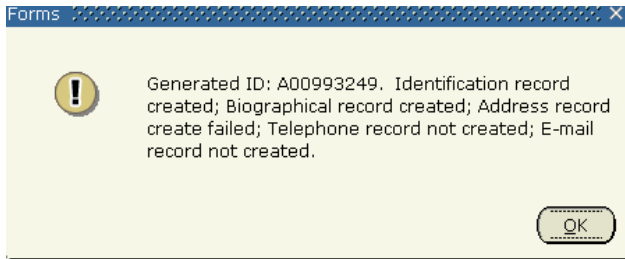 Forms
Generated ID: A00993249.  Identification record
created; Biographical record created; Address record
create failed; Telephone record not created; E-mail
record not created.
OK